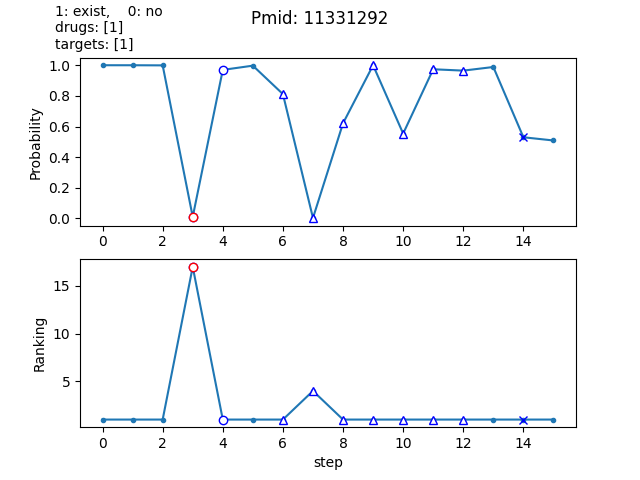 1: exist,    0: no
drugs: [1]
targets: [1]
Pmid: 11331292
Probability
1.0
0.8
0.6
0.4
0.2
0.0
0 2 4 6 8 10 12 14
Ranking
15
10
5
0 2 4 6 8 10 12 14
step